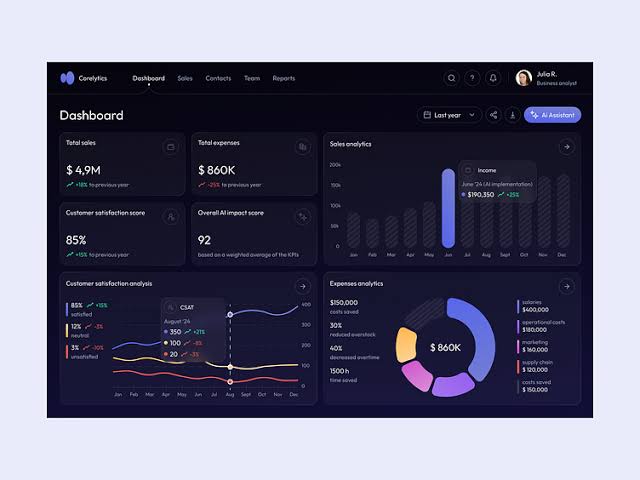 Corelytics
Dashboard
Sales
Contacts
Team
Reports
?
Julia R.
Business analyst
Dashboard
Last year
Ai Assistant
Total sales
$ 4,9M
+18% to previous year
Total expenses
$ 860K
-25% to previous year
Customer satisfaction score
85%
+15% to previous year
Overall AI impact score
92
based on a weighted average of the KPIs
Sales analytics
200k
150k
100k
50k
0
Income
June '24 (AI implementation)
$190,350 +25%
Jan Feb Mar Apr May Jun Jul Aug Sep Oct Nov Dec
Customer satisfaction analysis
85% +15%
satisfied
12% -3%
neutral
3% -10%
unsatisfied
CSAT
August '24
350 +21%
100 -8%
20 -3%
400
300
200
100
0
Jan Feb Mar Apr May Jun Jun Aug Sept Oct Nov Dec
Expenses analytics
$150,000
costs saved
30%
reduced overstock
40%
decreased overtime
1500 h
time saved
$ 860K
salaries
$400,000
operational costs
$180,000
marketing
$ 160,000
supply chain
$ 120,000
costs saved
$ 150,000